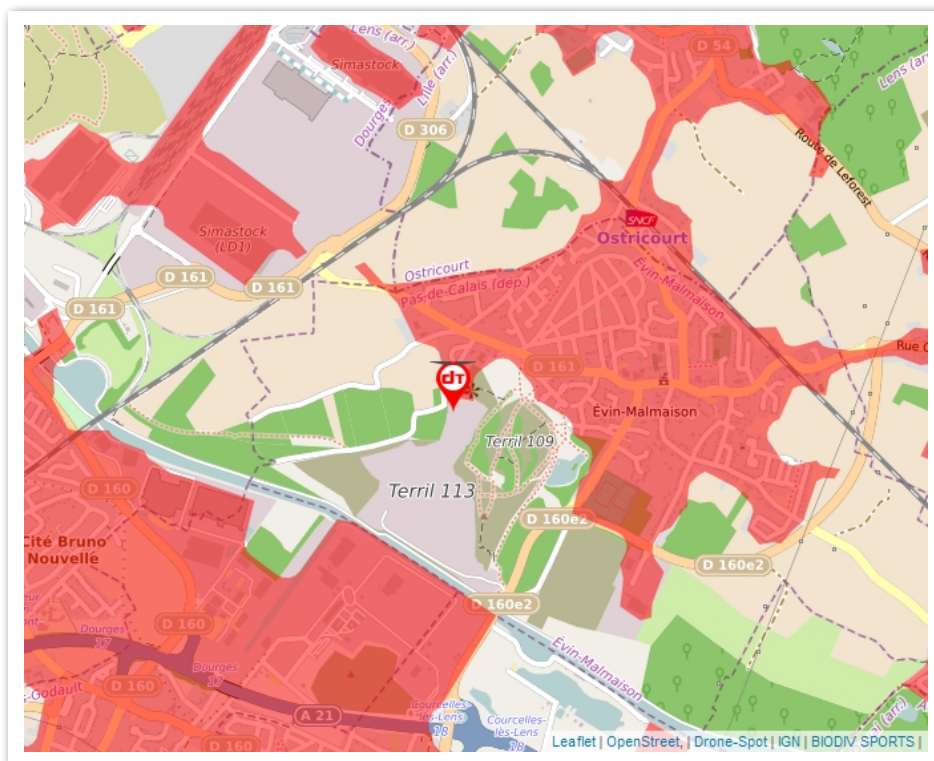 Lens (arr.)
D 54
Simastock
Lille (arr.)
Dourges
Lens (arr
D 306
Route de Leforest
Simastock
(LD1)
SNCF
Ostricourt
D 161
D 161
D 161
Ostricourt
Pas-de-Calais (dép.)
Évin-Malmaison
Rue C
dT
D 161
Évin-Malmaison
Terril 109
Terril 113
D 160
D 160e2
Cité Bruno
Nouvelle
D 160e2
D 160e2
D 160
Dourges
17
Dourges
17
Évin-Malmaison
-Godault
D 160
A 21
Courcelles-
lès-Lens
18
Courcelles-
lès-Lens
18
D 160
Leaflet | OpenStreet, | Drone-Spot | IGN | BIODIV SPORTS |